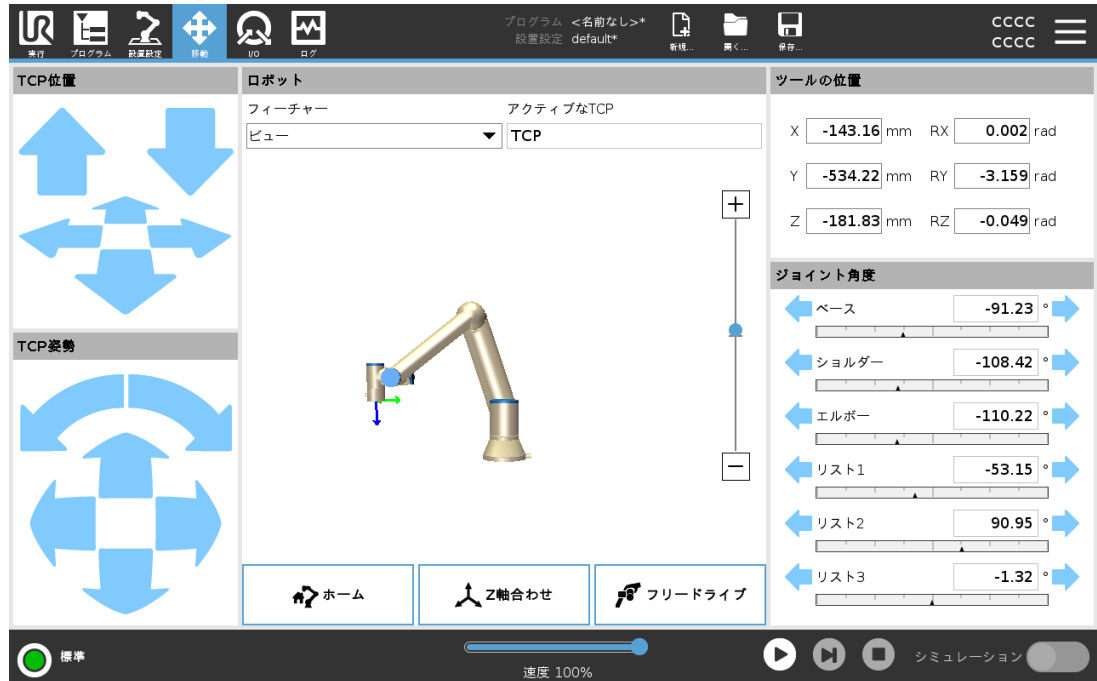 プログラム <名前なし>*
設置設定 default*
CCCC
CCCC
実行 プログラム 設置設定 移動 I/O ログ
新規... 開く... 保存...
TCP位置
ロボット
フィーチャー
アクティブなTCP
ビュー
TCP
ツールの位置
X -143.16 mm RX 0.002 rad
Y -534.22 mm RY -3.159 rad
Z -181.83 mm RZ -0.049 rad
ジョイント角度
ベース -91.23 °
ショルダー -108.42 °
エルボー -110.22 °
リスト1 -53.15 °
リスト2 90.95 °
リスト3 -1.32 °
TCP姿勢
ホーム
Z軸合わせ
フリードライブ
標準
速度 100%
シミュレーション